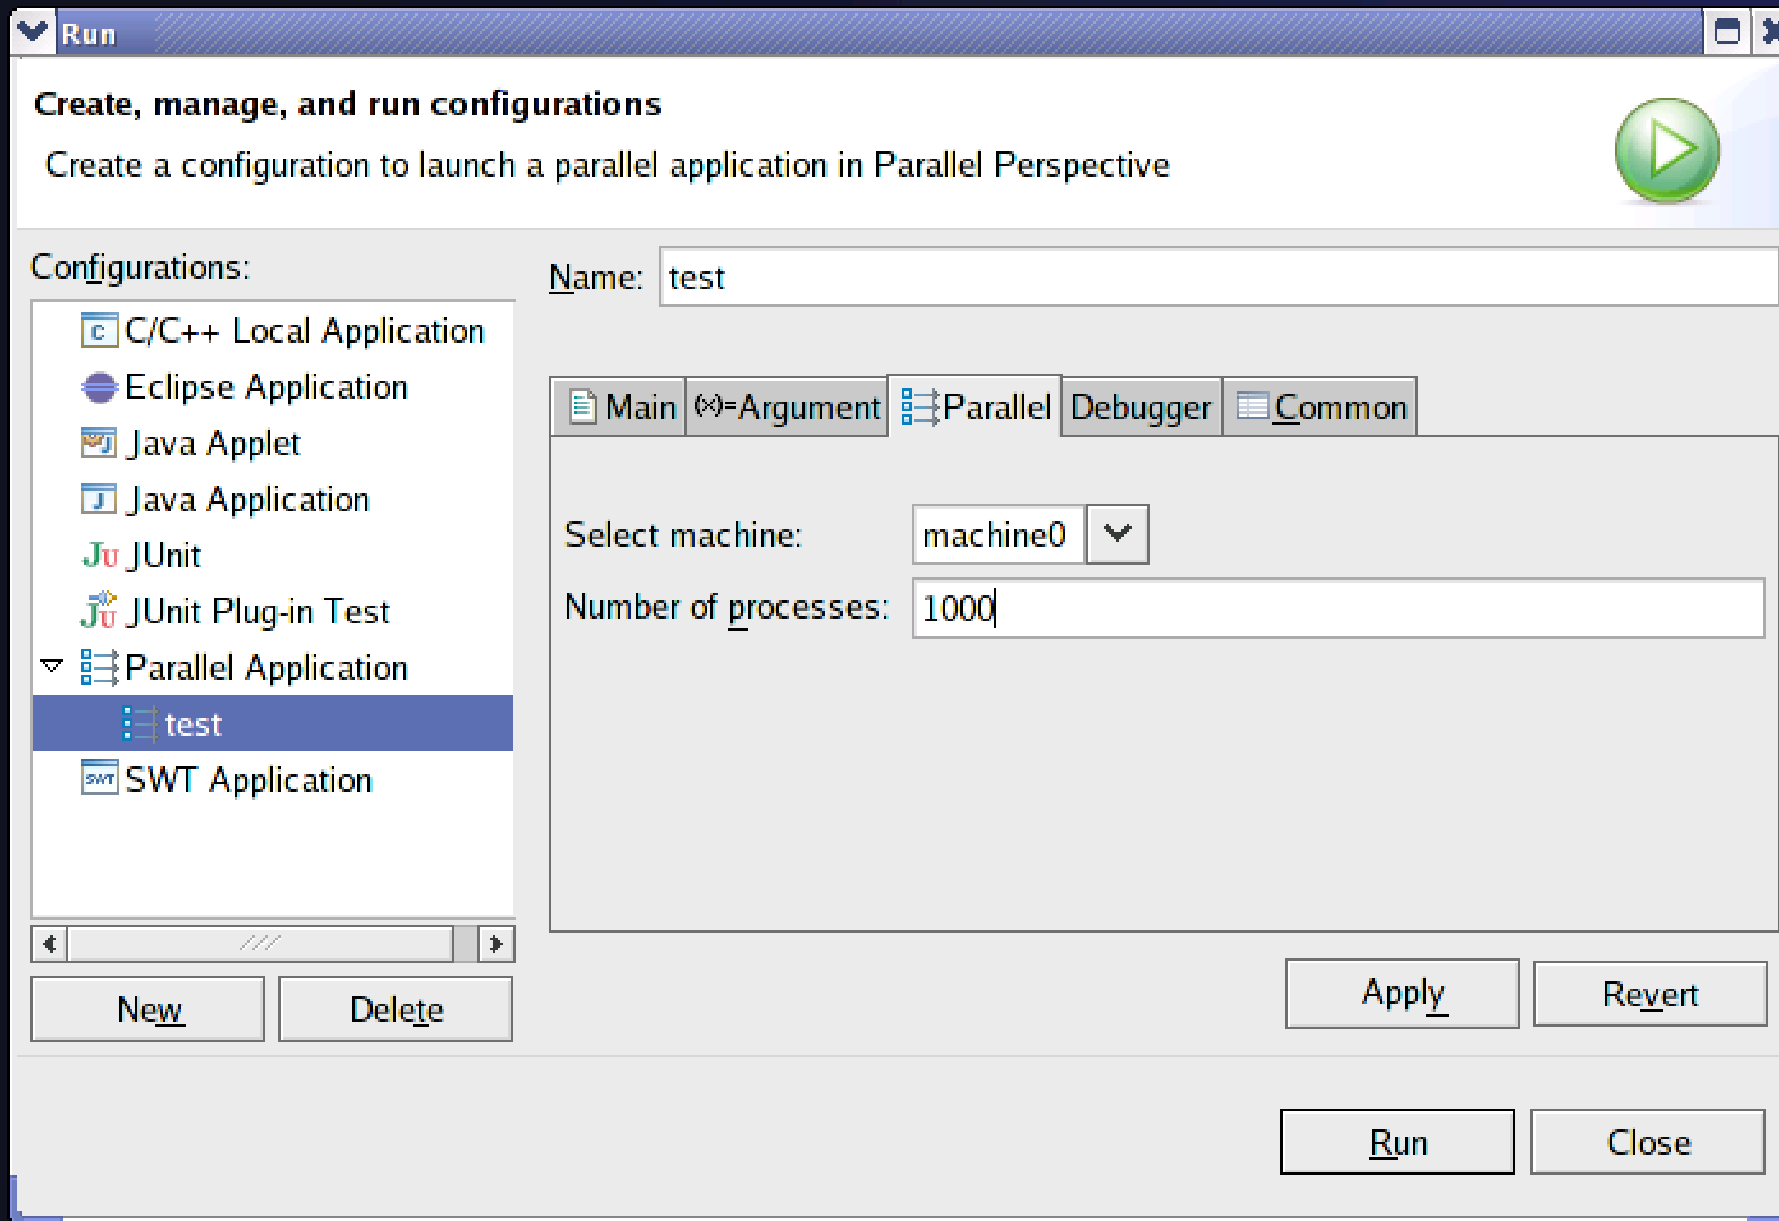 Run
Create, manage, and run configurations
Create a configuration to launch a parallel application in Parallel Perspective
Configurations:
C/C++ Local Application
Eclipse Application
Java Applet
Java Application
JUnit
JUnit Plug-in Test
Parallel Application
test
SWT Application
New
Delete
Name: test
Main
(x)=Argument
Parallel
Debugger
Common
Select machine: machine0
Number of processes: 1000
Apply
Revert
Run
Close